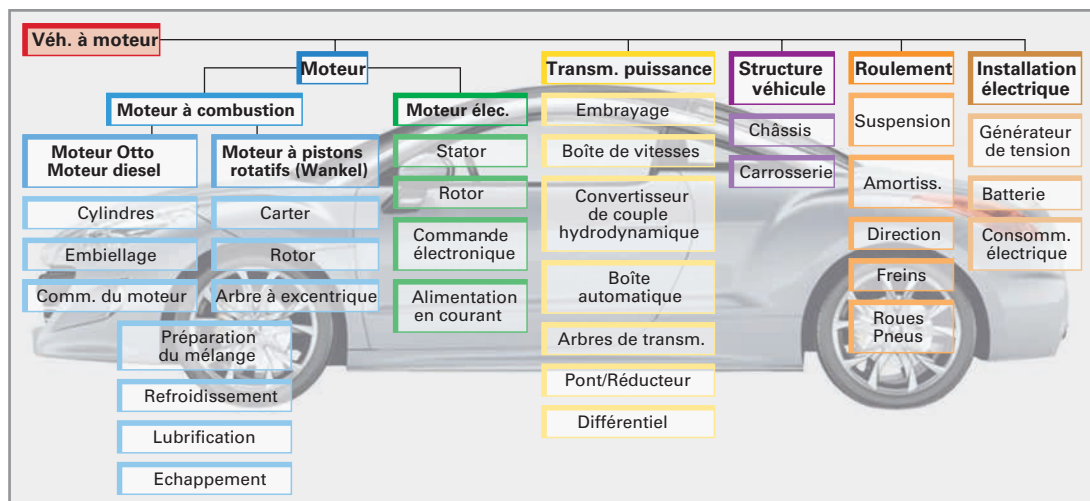 Véh. à moteur
Moteur
Transm. puissance
Structure
véhicule
Roulement
Installation
électrique
Moteur à combustion
Moteur élec.
Moteur Otto
Moteur diesel
Moteur à pistons
rotatifs (Wankel)
Cylindres
Embiellage
Comm. du moteur
Carter
Rotor
Arbre à excentrique
Préparation
du mélange
Refroidissement
Lubrification
Echappement
Stator
Rotor
Commande
électronique
Alimentation
en courant
Embrayage
Boîte de vitesses
Convertisseur
de couple
hydrodynamique
Boîte
automatique
Arbres de transm.
Pont/Réducteur
Différentiel
Châssis
Carrosserie
Suspension
Amortiss.
Direction
Freins
Roues
Pneus
Générateur
de tension
Batterie
Consomm.
électrique